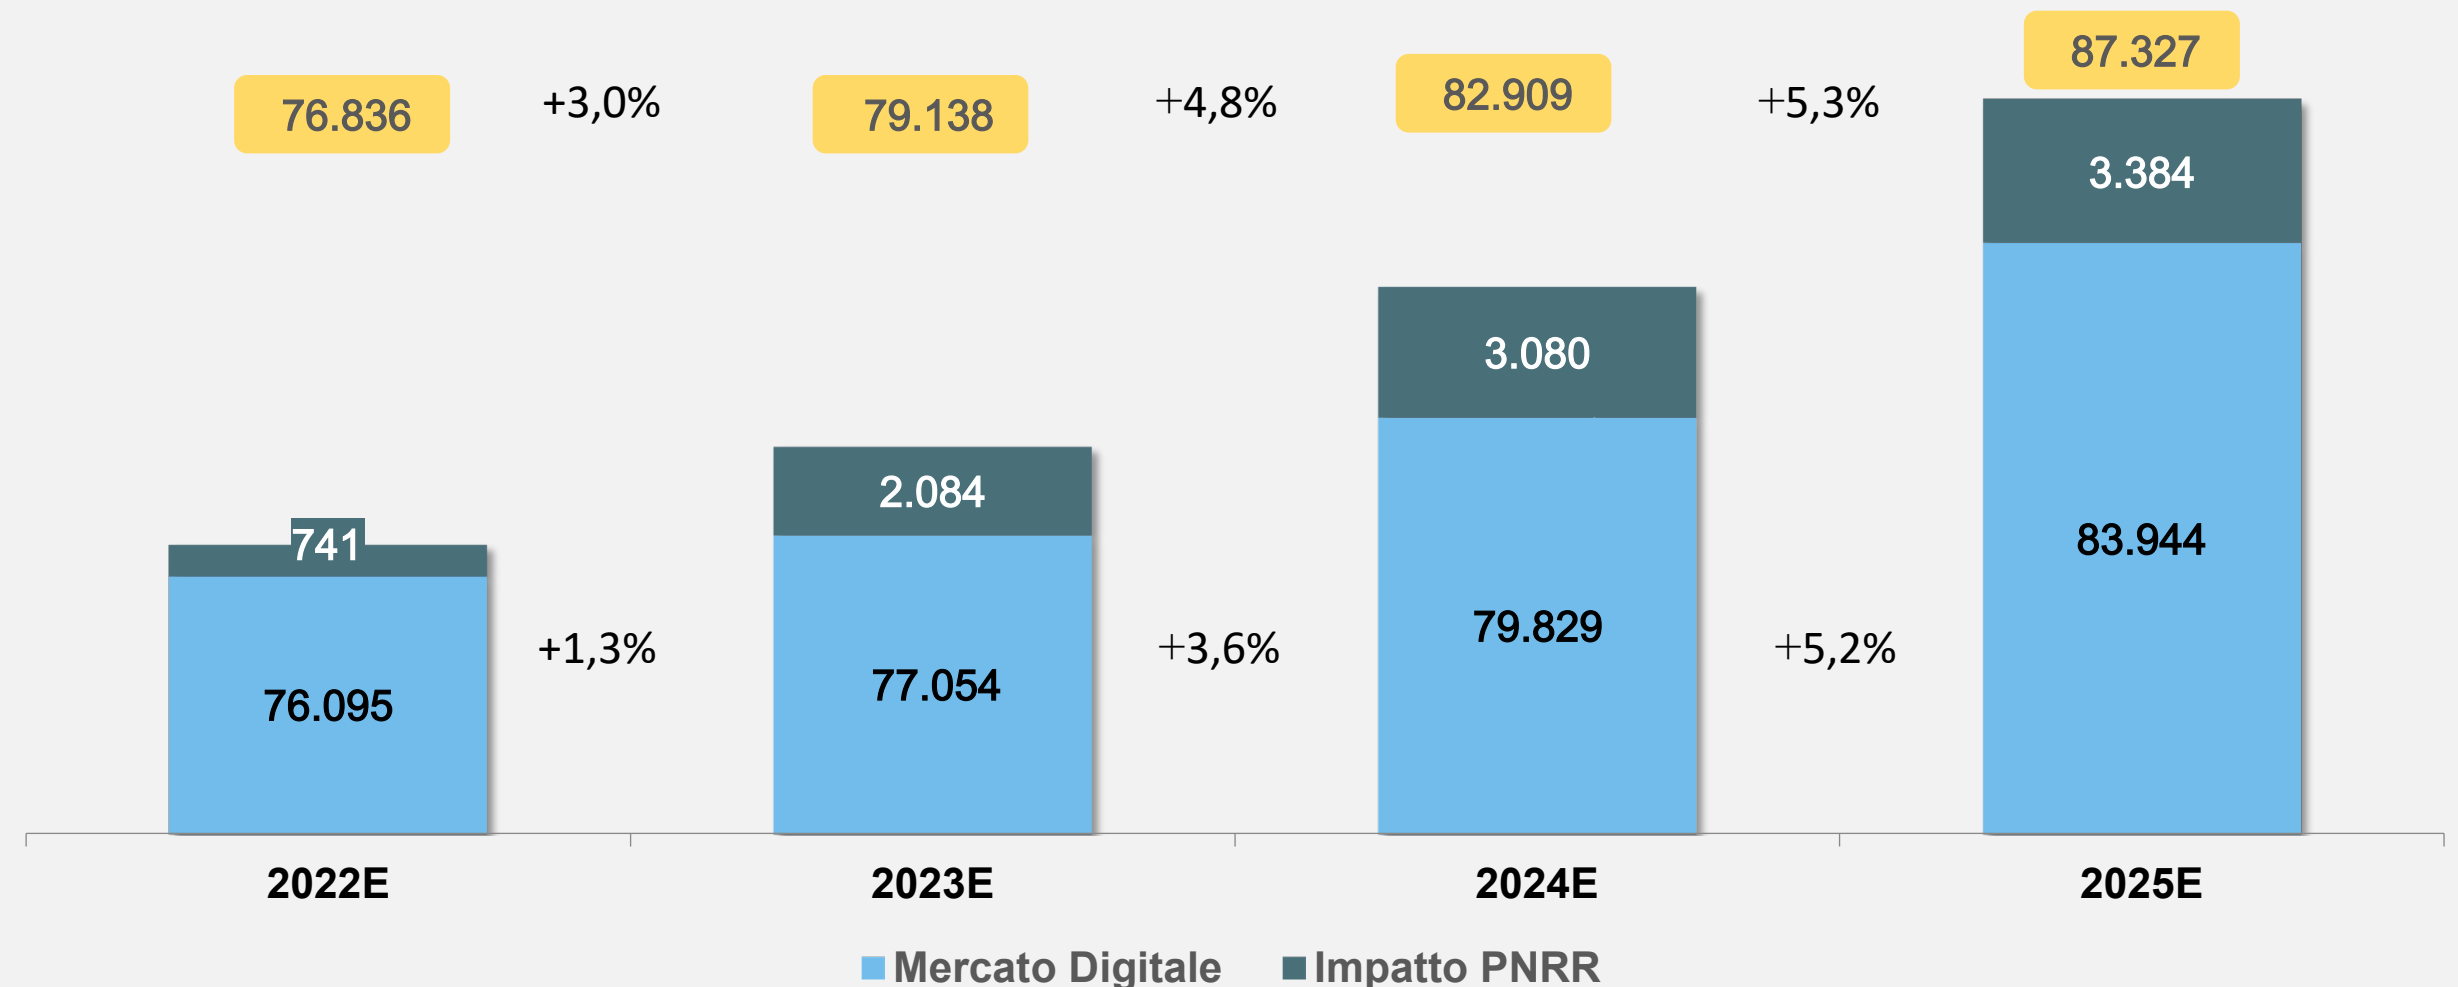 76.836 +3,0% 79.138 +4,8% 82.909 +5,3% 87.327
3.384
3.080
2.084
741
83.944
79.829
77.054
76.095
+1,3% +3,6% +5,2%
2022E 2023E 2024E 2025E
Mercato Digitale Impatto PNRR